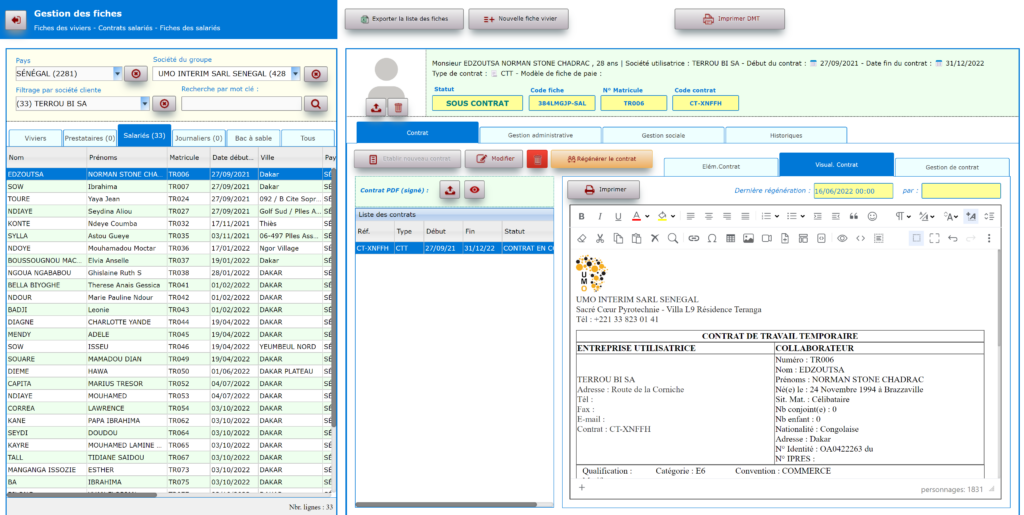 Gestion des fiches
Fiches des viviers - Contrats salariés - Fiches des salariés
Exporter la liste des fiches
Nouvelle fiche vivier
Imprimer DMT
Pays
Société du groupe
SÉNÉGAL (2281)
UMO INTERIM SARL SENEGAL (428
Filtrage par société cliente
Recherche par mot clé :
(33) TERROU BI SA
Viviers
Prestataires (0)
Salariés (33)
Journaliers (0)
Bac à sable
Tous
Nom Prénoms Matricule Date début... Ville Pay
EDZOUTSA NORMAN STONE CHA... TR006 27/09/2021 Dakar SÉ
SOW Ibrahima TR007 27/09/2021 Dakar SÉ
TOURE Yaya Jean TR024 27/09/2021 092 / B Cite Sopr... SÉ
NDIAYE Seydina Aliou TR027 27/09/2021 Golf Sud / Plles A... SÉ
KONTE Ndeye Coumba TR032 17/11/2021 Thiès SÉ
SYLLA Astou Gueye TR035 03/11/2021 06-497 Plles Ass... SÉ
NDOYE Mouhamadou Moctar TR036 17/01/2022 Ngor Village SÉ
BOUSSOUGNOU MAC... Elvia Anselle TR037 19/01/2022 Dakar SÉ
NGOUA NGABABOU Ghislaine Ruth S TR038 28/01/2022 DAKAR SÉ
BELLA BIYOGHE Therese Anais Gessica TR041 01/02/2022 DAKAR SÉ
NDOUR Marie Pauline Ndour TR042 01/02/2022 DAKAR SÉ
BADJI Leonie TR043 01/02/2022 DAKAR SÉ
DIAGNE CHARLOTTE YANDE TR044 19/04/2022 DAKAR SÉ
MENDY ADELE TR045 19/04/2022 DAKAR SÉ
SOW ISSEU TR046 19/04/2022 YEUMBEUL NORD SÉ
SOUARE MAMADOU DIAN TR049 19/04/2022 DAKAR SÉ
DIEME HAWA TR050 01/06/2022 DAKAR PLATEAU SÉ
CAPITA MARIUS TRESOR TR052 04/07/2022 DAKAR SÉ
NDIAYE MOUHAMED TR053 04/07/2022 DAKAR SÉ
CORREA LAWRENCE TR054 03/10/2022 DAKAR SÉ
KANE PAPA IBRAHIMA TR062 03/10/2022 DAKAR SÉ
SEYDI DOUDOU TR064 03/10/2022 DAKAR SÉ
KAYRE MOUHAMED LAMINE ... TR065 03/10/2022 DAKAR SÉ
TALL TIDIANE SAIDOU TR067 03/10/2022 DAKAR SÉ
MANGANGA ISSOZIE ESTHER TR073 03/10/2022 DAKAR SÉ
BA IBRAHIMA TR075 03/10/2022 DAKAR SÉ
Nbr. lignes : 33
Monsieur EDZOUTSA NORMAN STONE CHADRAC , 28 ans | Société utilisatrice : TERROU BI SA - Début du contrat : 27/09/2021 - Date fin du contrat : 31/12/2022
Type de contrat : CTT - Modèle de fiche de paie :
Statut Code fiche N° Matricule Code contrat
SOUS CONTRAT 384LMGJP-SAL TR006 CT-XNFFH
Contrat
Gestion administrative
Gestion sociale
Historiques
Etablir nouveau contrat
Modifier
Régénérer le contrat
Elém.Contrat
Visual. Contrat
Gestion de contrat
Contrat PDF (signé) :
Liste des contrats
Réf. Type Début Fin Statut
CT-XNFFH CTT 27/09/21 31/12/22 CONTRAT EN CO
Imprimer
Dernière régénération : 16/06/2022 00:00 par :
UMO
UMO INTERIM SARL SENEGAL
Sacré Cœur Pyrotechnie - Villa L9 Résidence Teranga
Tél : +221 33 823 01 41
CONTRAT DE TRAVAIL TEMPORAIRE
ENTREPRISE UTILISATRICE
TERROU BI SA
Adresse : Route de la Corniche
Tél :
Fax :
E-mail :
Contrat : CT-XNFFH
COLLABORATEUR
Numéro : TR006
Nom : EDZOUTSA
Prénoms : NORMAN STONE CHADRAC
Né(e) le : 24 Novembre 1994 à Brazzaville
Sit. Mat. : Célibataire
Nb conjoint(e) : 0
Nb enfant : 0
Nationalité : Congolaise
Adresse : Dakar
N° Identité : OA0422263 du
N° IPRES :
Qualification : Catégorie : E6 Convention : COMMERCE
personnages: 1831